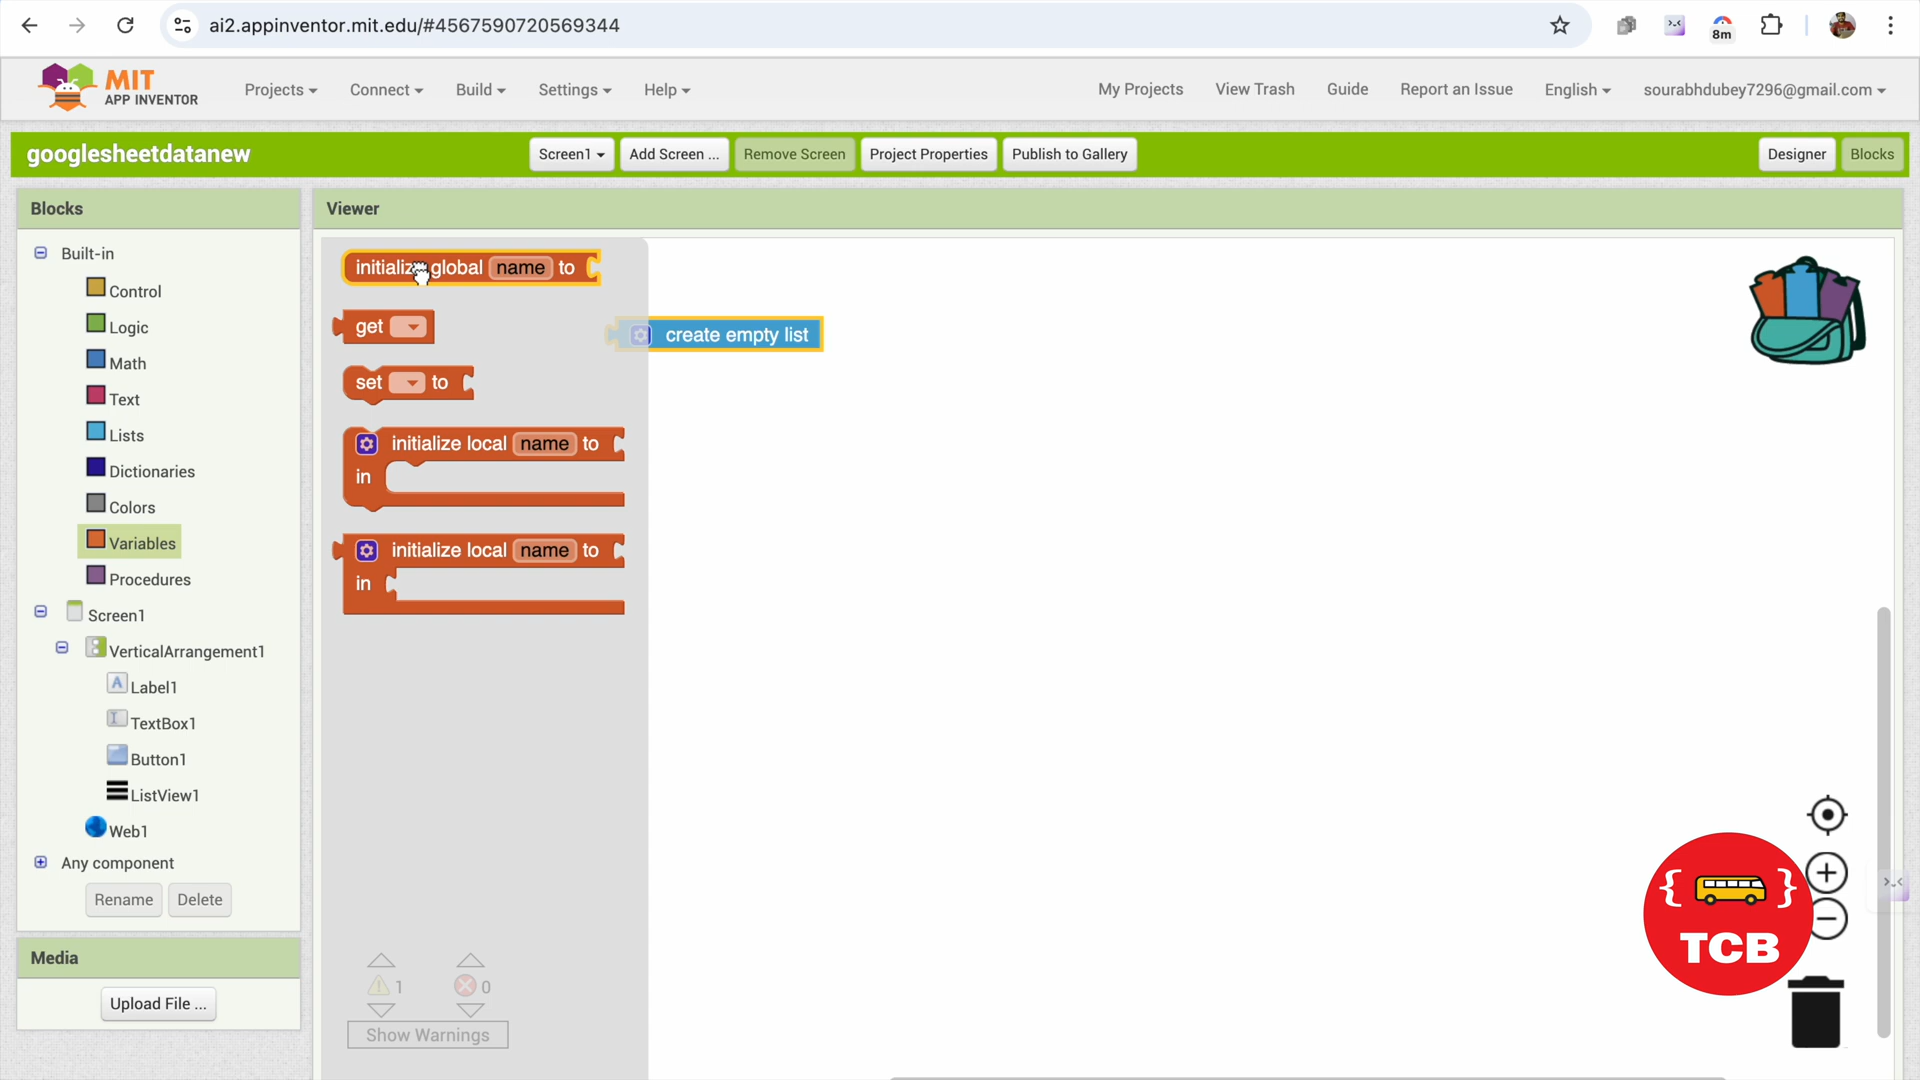 ai2.appinventor.mit.edu/#4567590720569344
8m
MIT
APP INVENTOR
Projects
Connect
Build
Settings
Help
My Projects
View Trash
Guide
Report an Issue
English
sourabhdubey7296@gmail.com
googlesheetdatanew
Screen1
Add Screen ...
Remove Screen
Project Properties
Publish to Gallery
Designer
Blocks
Blocks
Viewer
Built-in
Control
Logic
Math
Text
Lists
Dictionaries
Colors
Variables
Procedures
Screen1
VerticalArrangement1
Label1
TextBox1
Button1
ListView1
Web1
Any component
Rename
Delete
Media
Upload File ...
initialize global name to
get
set to
initialize local name to
in
initialize local name to
in
create empty list
1
0
Show Warnings
{ }
TCB